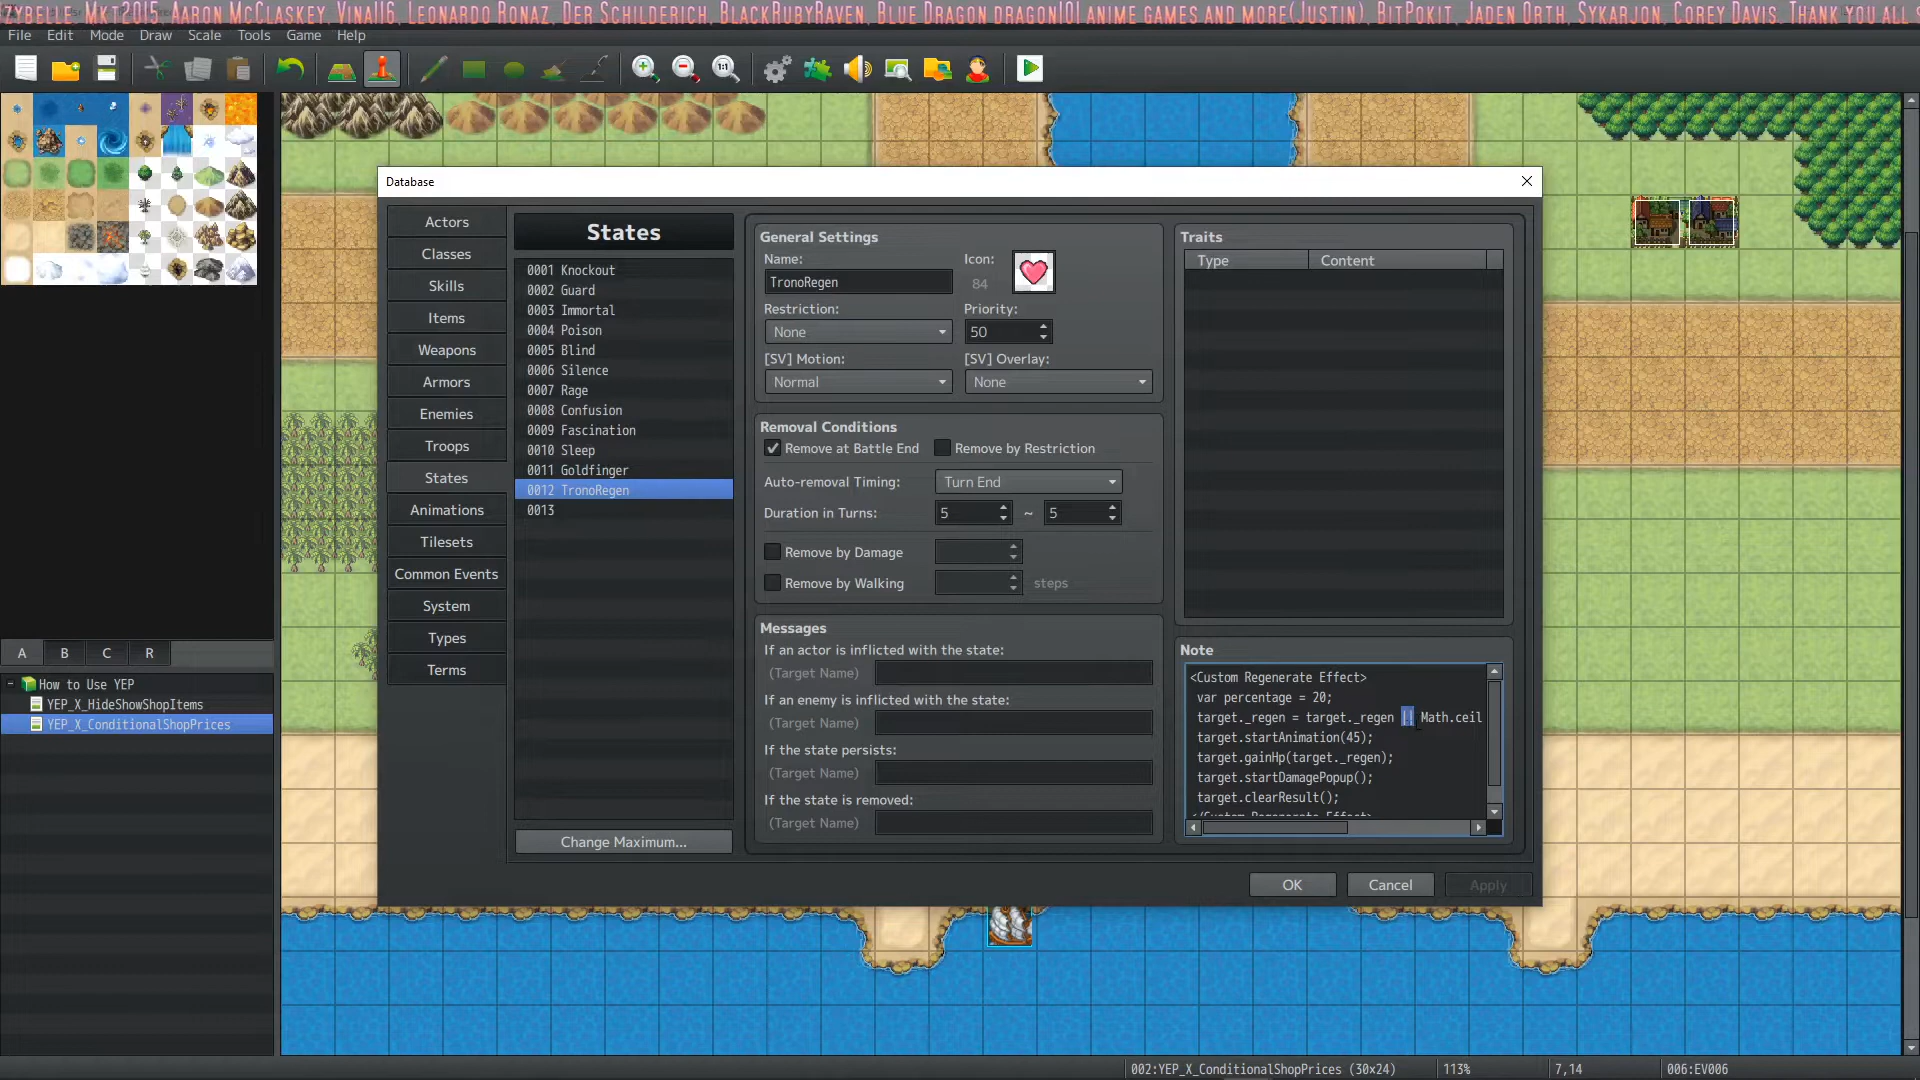 Zybelle, Matt2015, Aaron McClaskey, Vina116, Leonardo Bunaz, Der Schilderich, BlackRubyRaven, Blue Dragon dragon101 anime games and more(Justin), BitPokit, Jaden Orth, Sykarjon, Corey Davis. Thank you all s
File Edit Mode Draw Scale Tools Game Help
Database
Actors
Classes
Skills
Items
Weapons
Armors
Enemies
Troops
States
Animations
Tilesets
Common Events
System
Types
Terms
States
0001 Knockout
0002 Guard
0003 Immortal
0004 Poison
0005 Blind
0006 Silence
0007 Rage
0008 Confusion
0009 Fascination
0010 Sleep
0011 Goldfinger
0012 TronoRegen
0013
Change Maximum...
General Settings
Name: Icon:
TronoRegen 84
Restriction: Priority:
None 50
[SV] Motion: [SV] Overlay:
Normal None
Removal Conditions
Remove at Battle End Remove by Restriction
Auto-removal Timing: Turn End
Duration in Turns: 5 ~ 5
Remove by Damage
Remove by Walking steps
Messages
If an actor is inflicted with the state:
(Target Name)
If an enemy is inflicted with the state:
(Target Name)
If the state persists:
(Target Name)
If the state is removed:
(Target Name)
Traits
Type Content
Note
<Custom Regenerate Effect>
var percentage = 20;
target._regen = target._regen || Math.ceil
target.startAnimation(45);
target.gainHp(target._regen);
target.startDamagePopup();
target.clearResult();
</Custom Regenerate Effect>
OK Cancel Apply
A B C R
How to Use YEP
YEP_X_HideShowShopItems
YEP_X_ConditionalShopPrices
002:YEP_X_ConditionalShopPrices (30x24) 113% 7,14 006:EV006